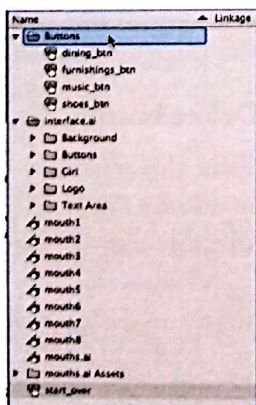 Name Linkage
Buttons
dining_btn
furnishings_btn
music_btn
shoes_btn
interface.ai
Background
Buttons
Girl
Logo
Text Area
mouth1
mouth2
mouth3
mouth4
mouth5
mouth6
mouth7
mouth8
mouths.ai
mouths.ai Assets
start_over